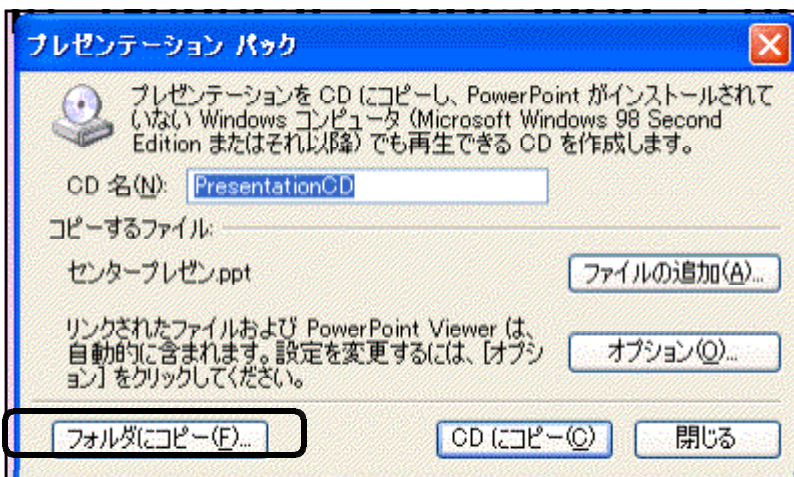 プレゼンテーション パック
プレゼンテーションを CD にコピーし、PowerPoint がインストールされて
いない Windows コンピュータ (Microsoft Windows 98 Second
Edition またはそれ以降) でも再生できる CD を作成します。
CD 名(N): PresentationCD
コピーするファイル:
センタープレゼン.ppt ファイルの追加(A)...
リンクされたファイルおよび PowerPoint Viewer は、
自動的に含まれます。設定を変更するには、[オプシ
ョン] をクリックしてください。
オプション(O)...
フォルダにコピー(F)... CD にコピー(C) 閉じる